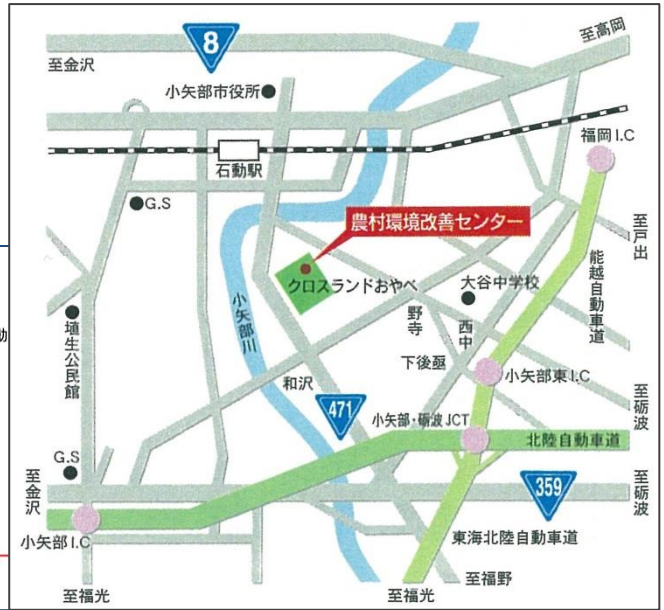 至高岡
8
至金沢
小矢部市役所
福岡I.C
石動駅
G.S
農村環境改善センター
至戸出
クロスランドおやべ
大谷中学校
能越自動車道
小矢部川
野寺
西中
埴生公民館
動
下後亟
小矢部東I.C
和沢
471
小矢部・砺波JCT
至砺波
北陸自動車道
G.S
至金沢
359
至砺波
小矢部I.C
東海北陸自動車道
至福野
至福光
至福光